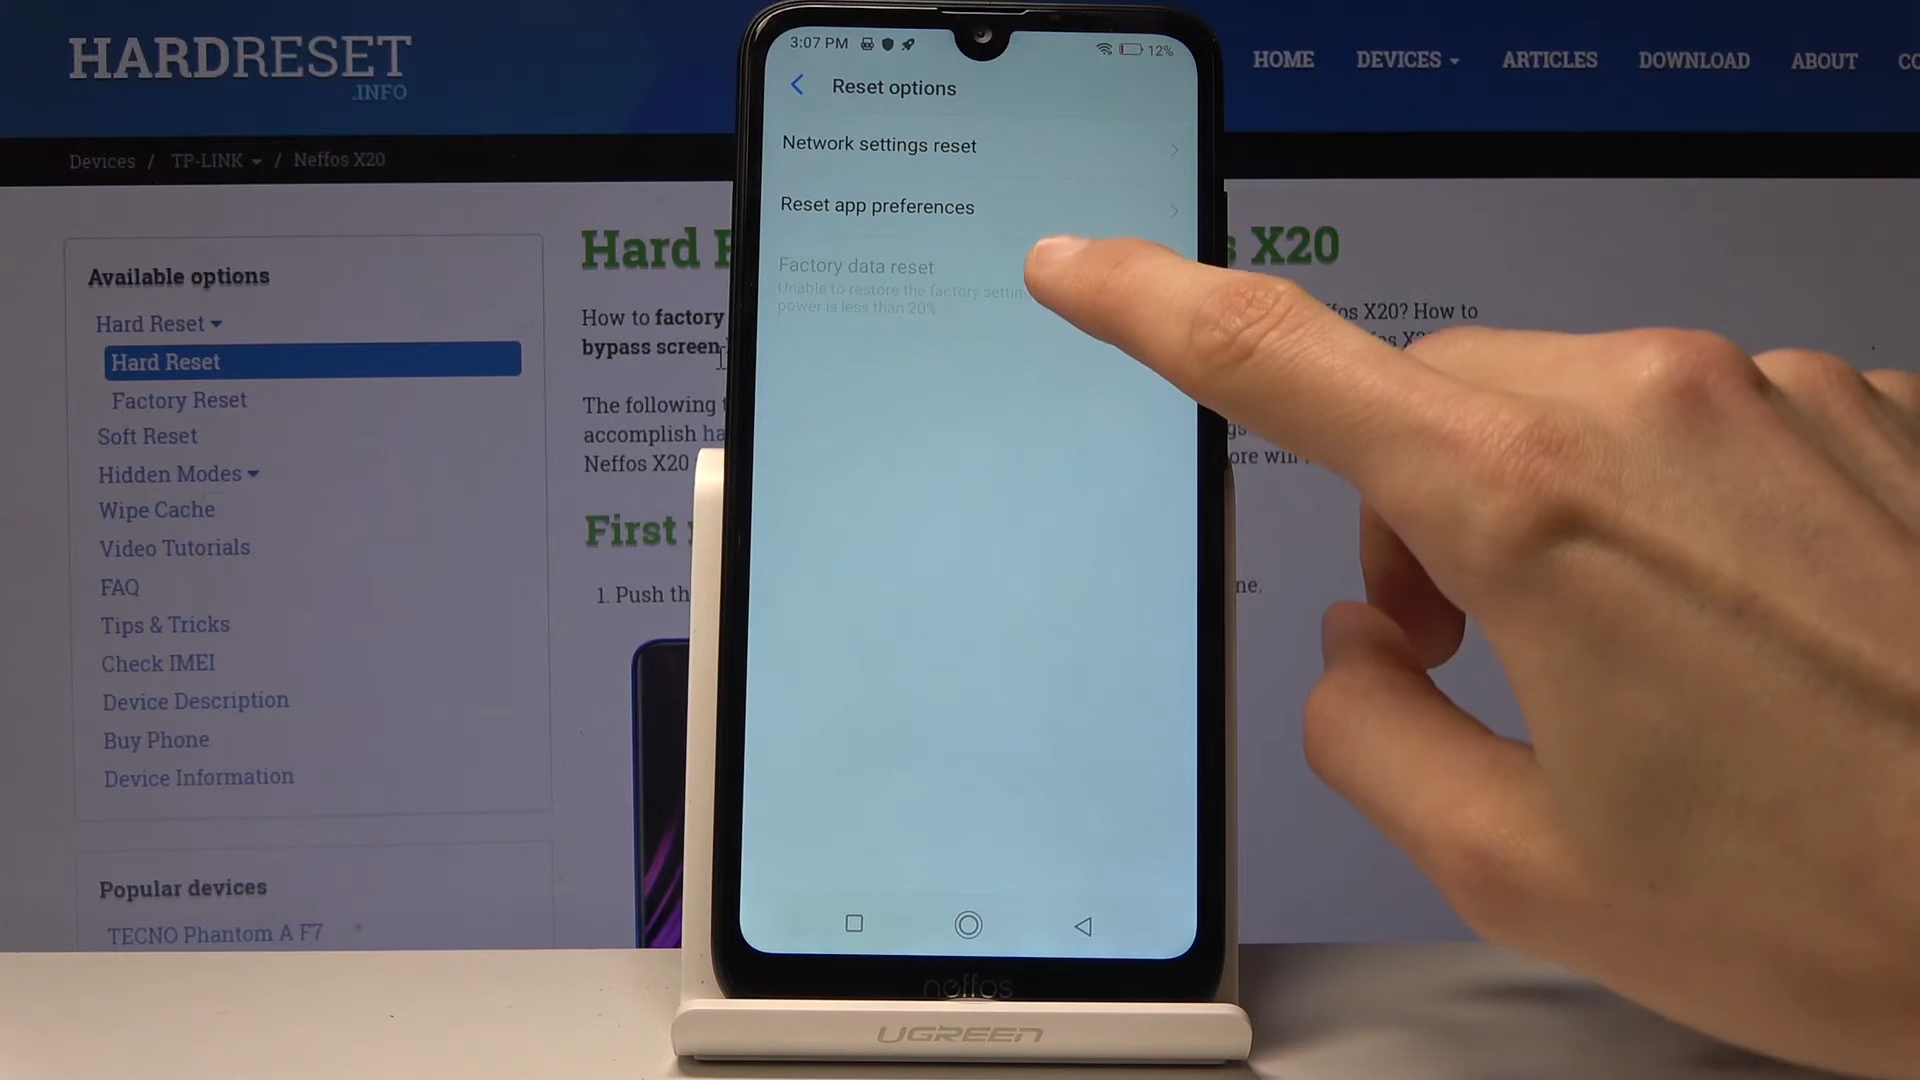 HARDRESET
.INFO
HOME DEVICES ARTICLES DOWNLOAD ABOUT
Devices / TP-LINK / Neffos X20
Available options
Hard Reset
Hard Reset
Factory Reset
Soft Reset
Hidden Modes
Wipe Cache
Video Tutorials
FAQ
Tips & Tricks
Check IMEI
Device Description
Buy Phone
Device Information
Popular devices
TECNO Phantom A F7
Hard X20
How to factory X20? How to
bypass screen
The following
accomplish
Neffos X20
First
1. Push
3:07 PM 12%
Reset options
Network settings reset
Reset app preferences
Factory data reset
Unable to restore the factory
power is less than 20%
neffos
UGREEN